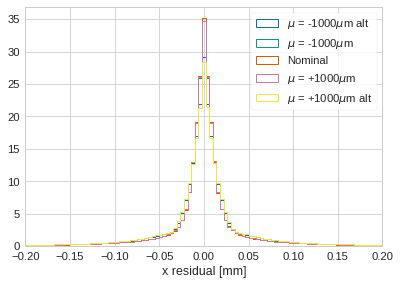 35
30
25
20
15
10
5
0
−0.20 −0.15 −0.10 −0.05 0.00 0.05 0.10 0.15 0.20
x residual [mm]
μ = -1000μm alt
μ = -1000μm
Nominal
μ = +1000μm
μ = +1000μm alt